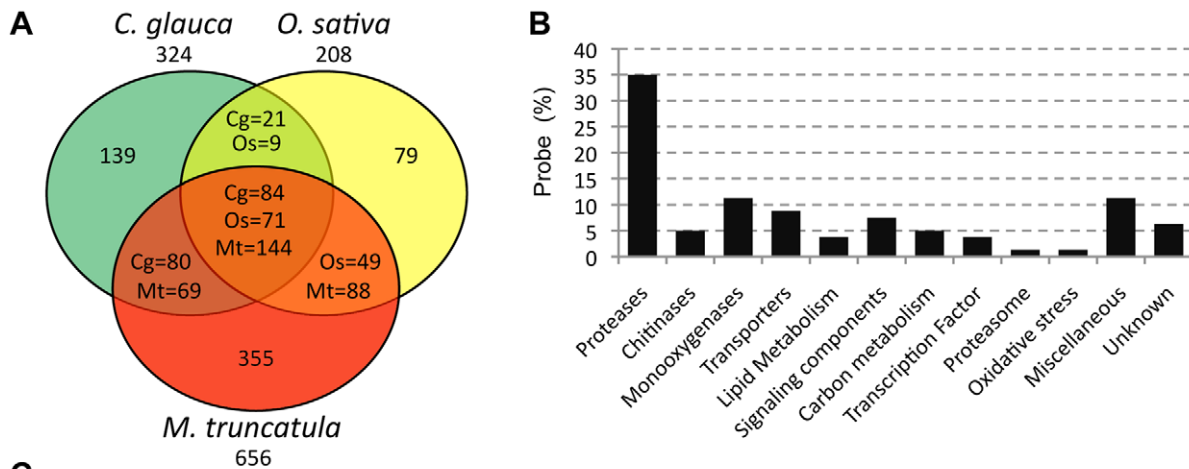 A
C. glauca
324
O. sativa
208
Cg=21
Os=9
139
79
Cg=84
Os=71
Mt=144
Cg=80
Mt=69
Os=49
Mt=88
355
M. truncatula
656
B
Probe (%)
40
35
30
25
20
15
10
5
0
Proteases
Chitinases
Monooxygenases
Transporters
Lipid Metabolism
Signaling components
Carbon metabolism
Transcription Factor
Proteasome
Oxidative stress
Miscellaneous
Unknown